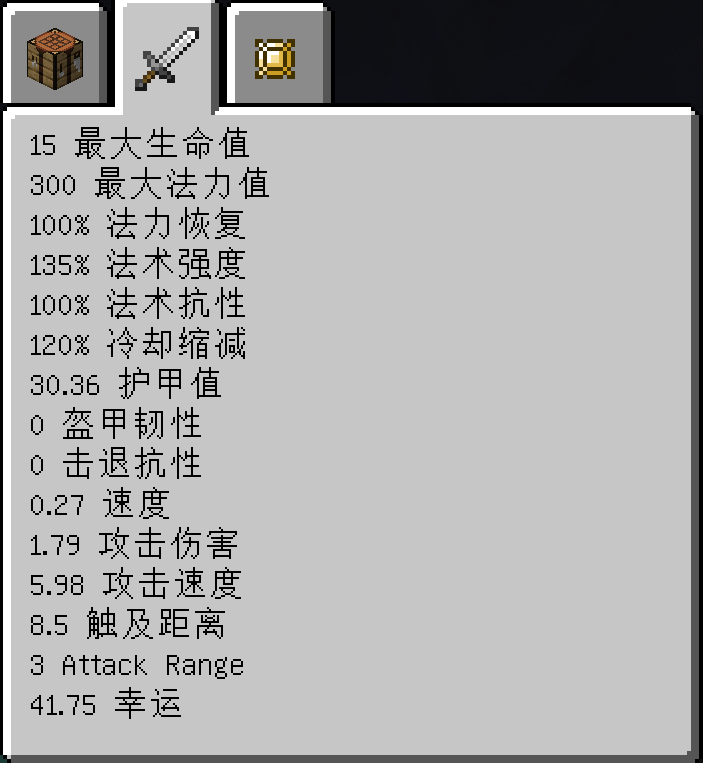 15 最大生命值
300 最大法力值
100% 法力恢复
135% 法术强度
100% 法术抗性
120% 冷却缩减
30.36 护甲值
0 盔甲韧性
0 击退抗性
0.27 速度
1.79 攻击伤害
5.98 攻击速度
8.5 触及距离
3 Attack Range
41.75 幸运